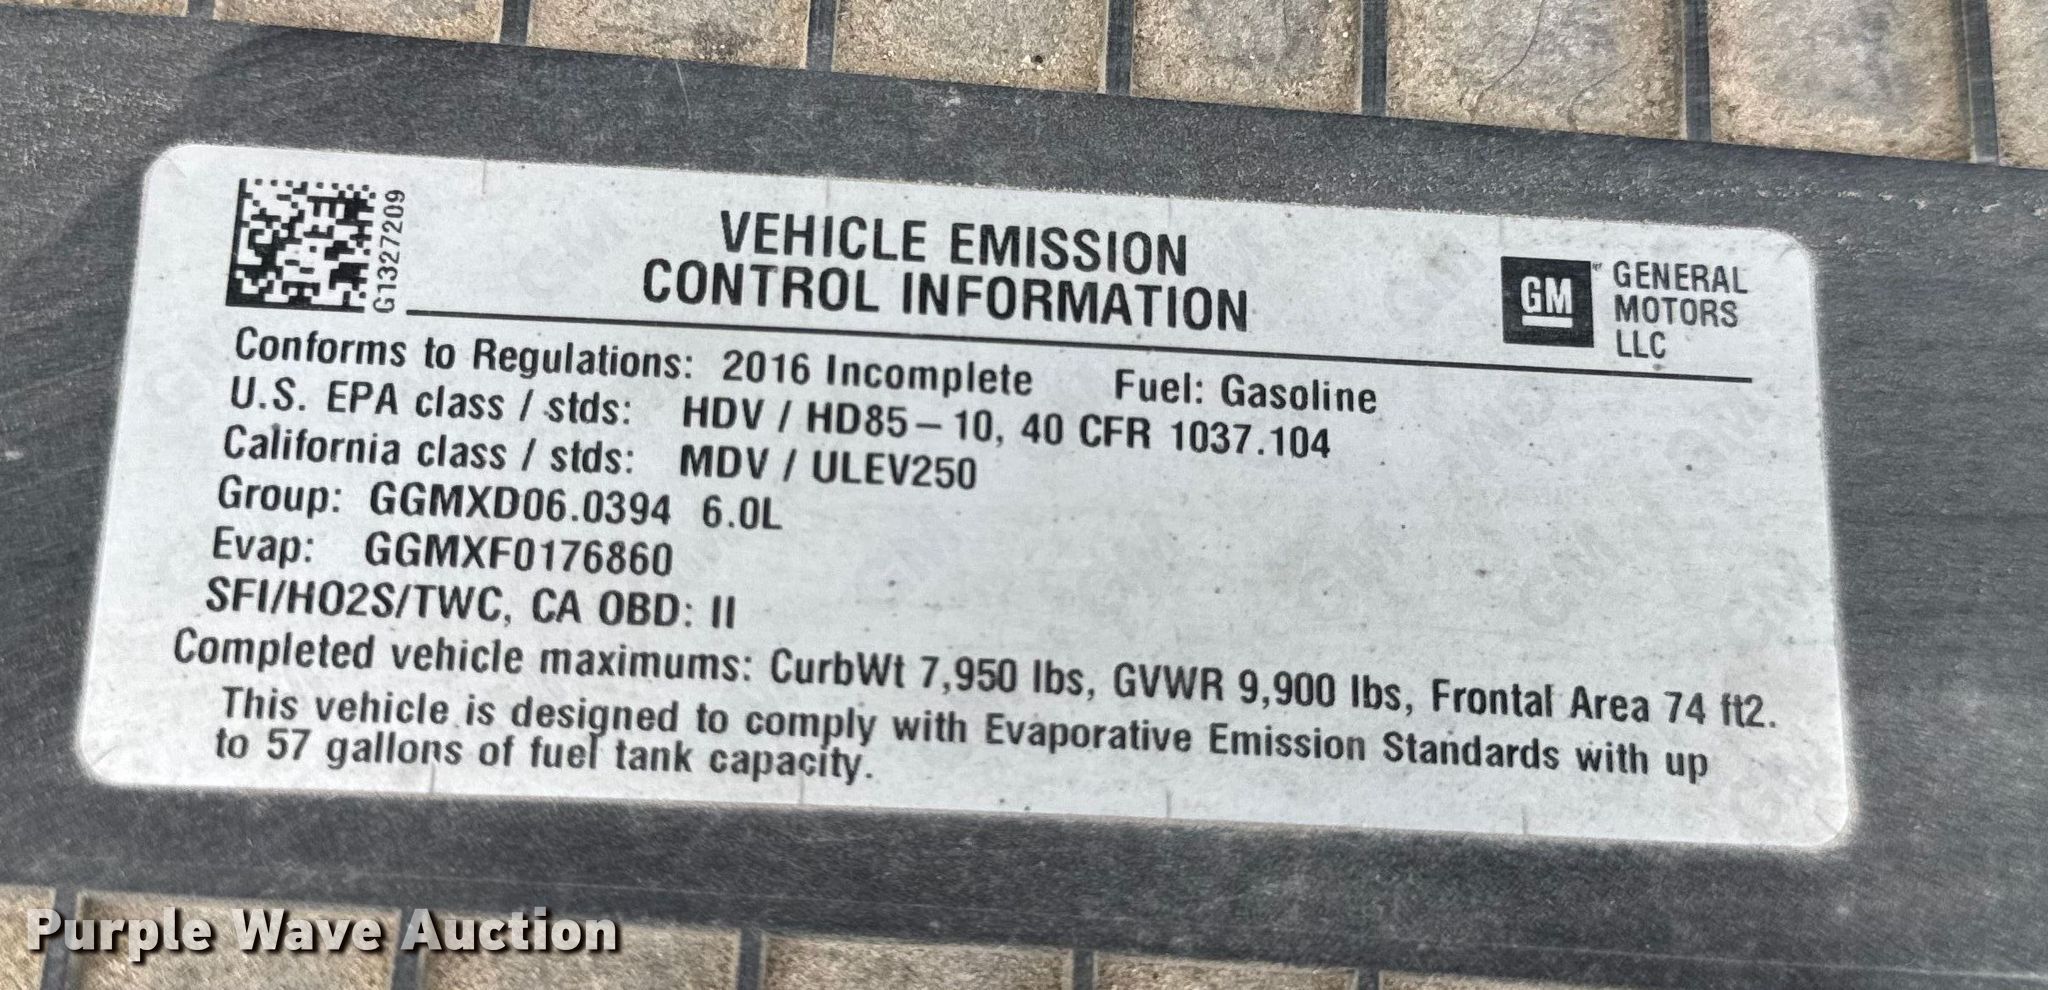 G1327209
VEHICLE EMISSION
CONTROL INFORMATION
GM
GENERAL
MOTORS
LLC
Conforms to Regulations: 2016 Incomplete Fuel: Gasoline
U.S. EPA class / stds: HDV / HD85-10, 40 CFR 1037.104
California class / stds: MDV / ULEV250
Group: GGMXD06.0394 6.0L
Evap: GGMXF0176860
SFI/HO2S/TWC, CA OBD: II
Completed vehicle maximums: CurbWt 7,950 lbs, GVWR 9,900 lbs, Frontal Area 74 ft2.
This vehicle is designed to comply with Evaporative Emission Standards with up
to 57 gallons of fuel tank capacity.
Purple Wave Auction